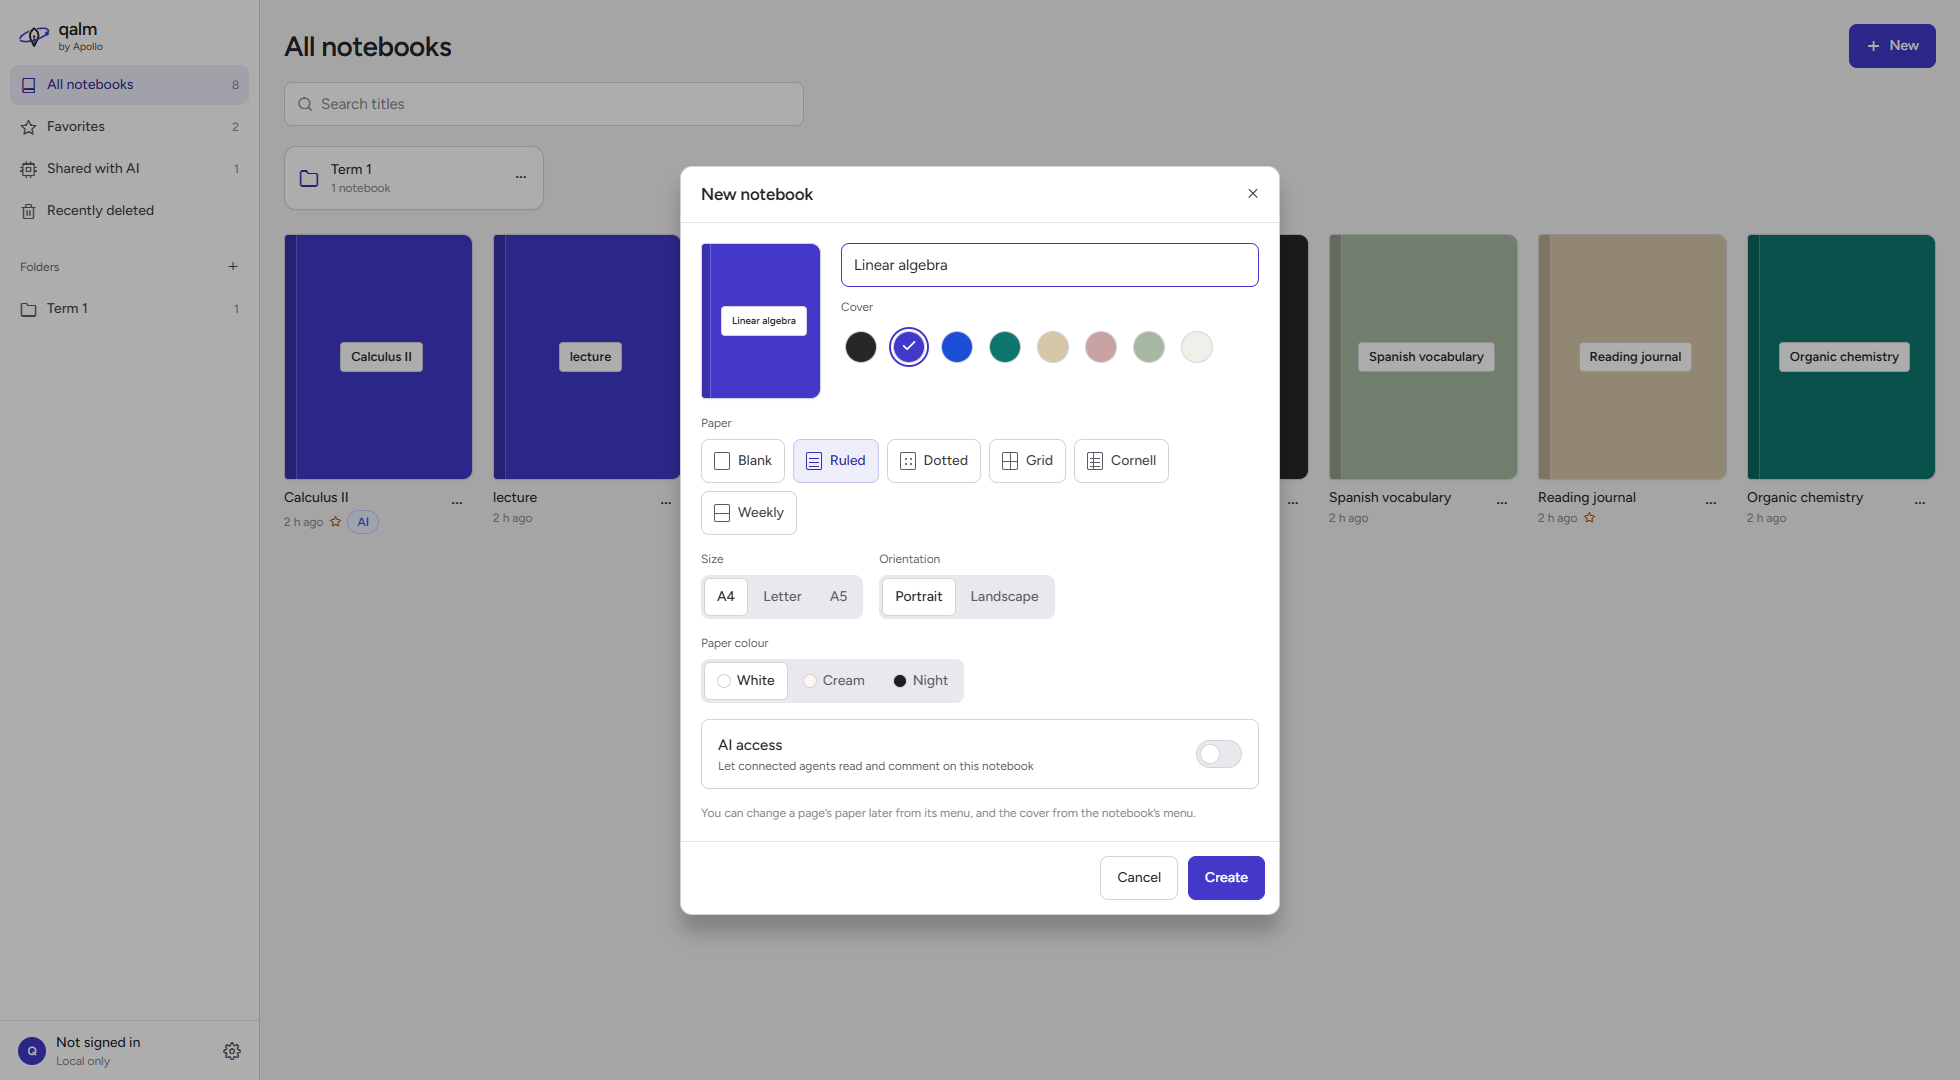 qalm
by Apollo
All notebooks 8
Favorites 2
Shared with AI 1
Recently deleted
Folders
Term 1 1
Not signed in
Local only
Q
All notebooks
New
Search titles
Term 1
1 notebook
Calculus II
lecture
Spanish vocabulary
Reading journal
Organic chemistry
Calculus II
2 h ago AI
lecture
2 h ago
Spanish vocabulary
2 h ago
Reading journal
2 h ago
Organic chemistry
2 h ago
New notebook
Linear algebra
Linear algebra
Cover
Paper
Blank Ruled Dotted Grid Cornell
Weekly
Size Orientation
A4 Letter A5 Portrait Landscape
Paper colour
White Cream Night
AI access
Let connected agents read and comment on this notebook
You can change a page's paper later from its menu, and the cover from the notebook's menu.
Cancel Create